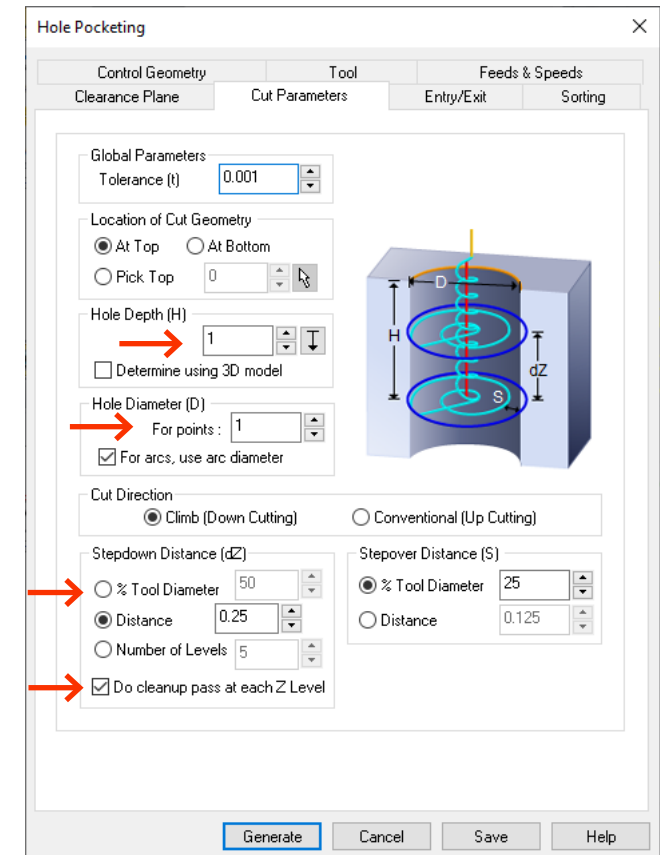 Hole Pocketing
Control Geometry Tool Feeds & Speeds
Clearance Plane Cut Parameters Entry/Exit Sorting
Global Parameters
Tolerance (t) 0.001
Location of Cut Geometry
At Top At Bottom
Pick Top 0
Hole Depth (H)
1
Determine using 3D model
Hole Diameter (D)
For points : 1
For arcs, use arc diameter
D
H
dZ
S
Cut Direction
Climb (Down Cutting) Conventional (Up Cutting)
Stepdown Distance (dZ)
% Tool Diameter 50
Distance 0.25
Number of Levels 5
Do cleanup pass at each Z Level
Stepover Distance (S)
% Tool Diameter 25
Distance 0.125
Generate Cancel Save Help